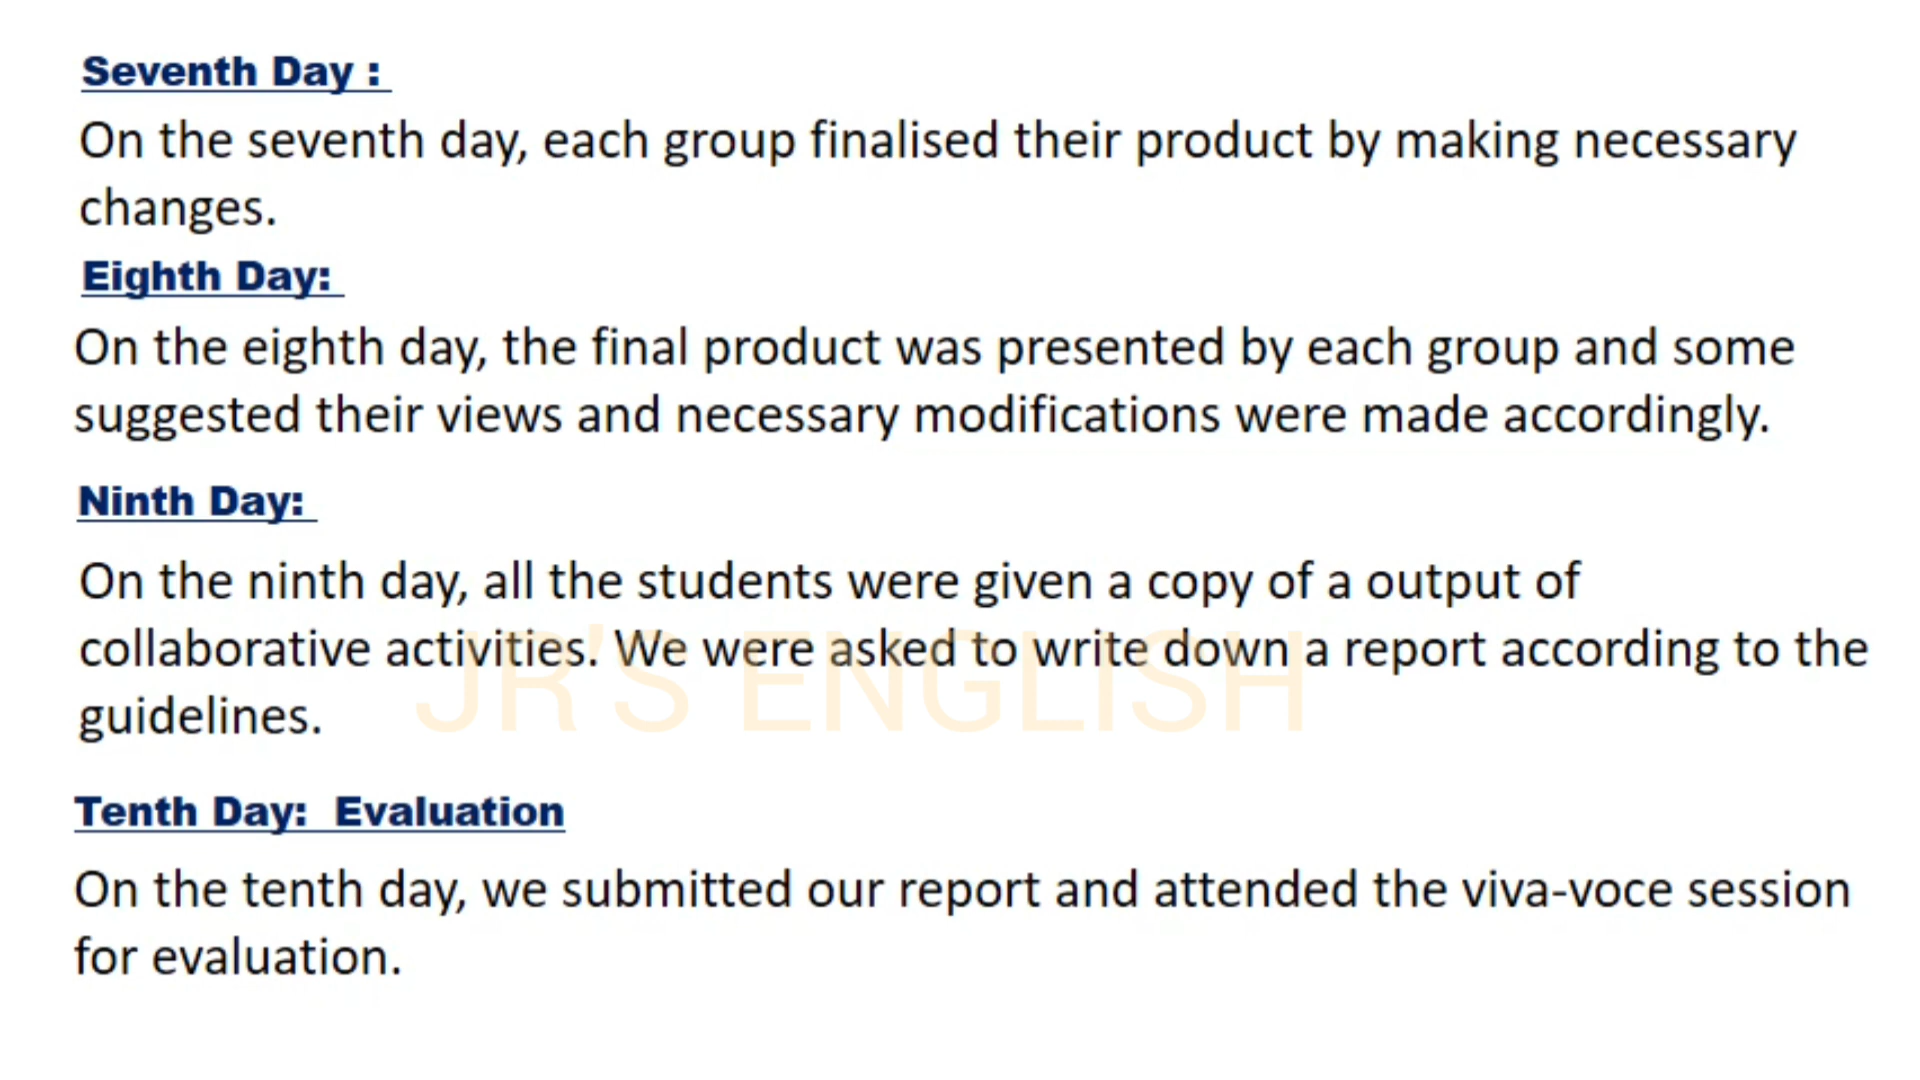 Seventh Day :
On the seventh day, each group finalised their product by making necessary
changes.
Eighth Day:
On the eighth day, the final product was presented by each group and some
suggested their views and necessary modifications were made accordingly.
Ninth Day:
On the ninth day, all the students were given a copy of a output of
collaborative activities. We were asked to write down a report according to the
JR'S ENGLISH
guidelines.
Tenth Day: Evaluation
On the tenth day, we submitted our report and attended the viva-voce session
for evaluation.